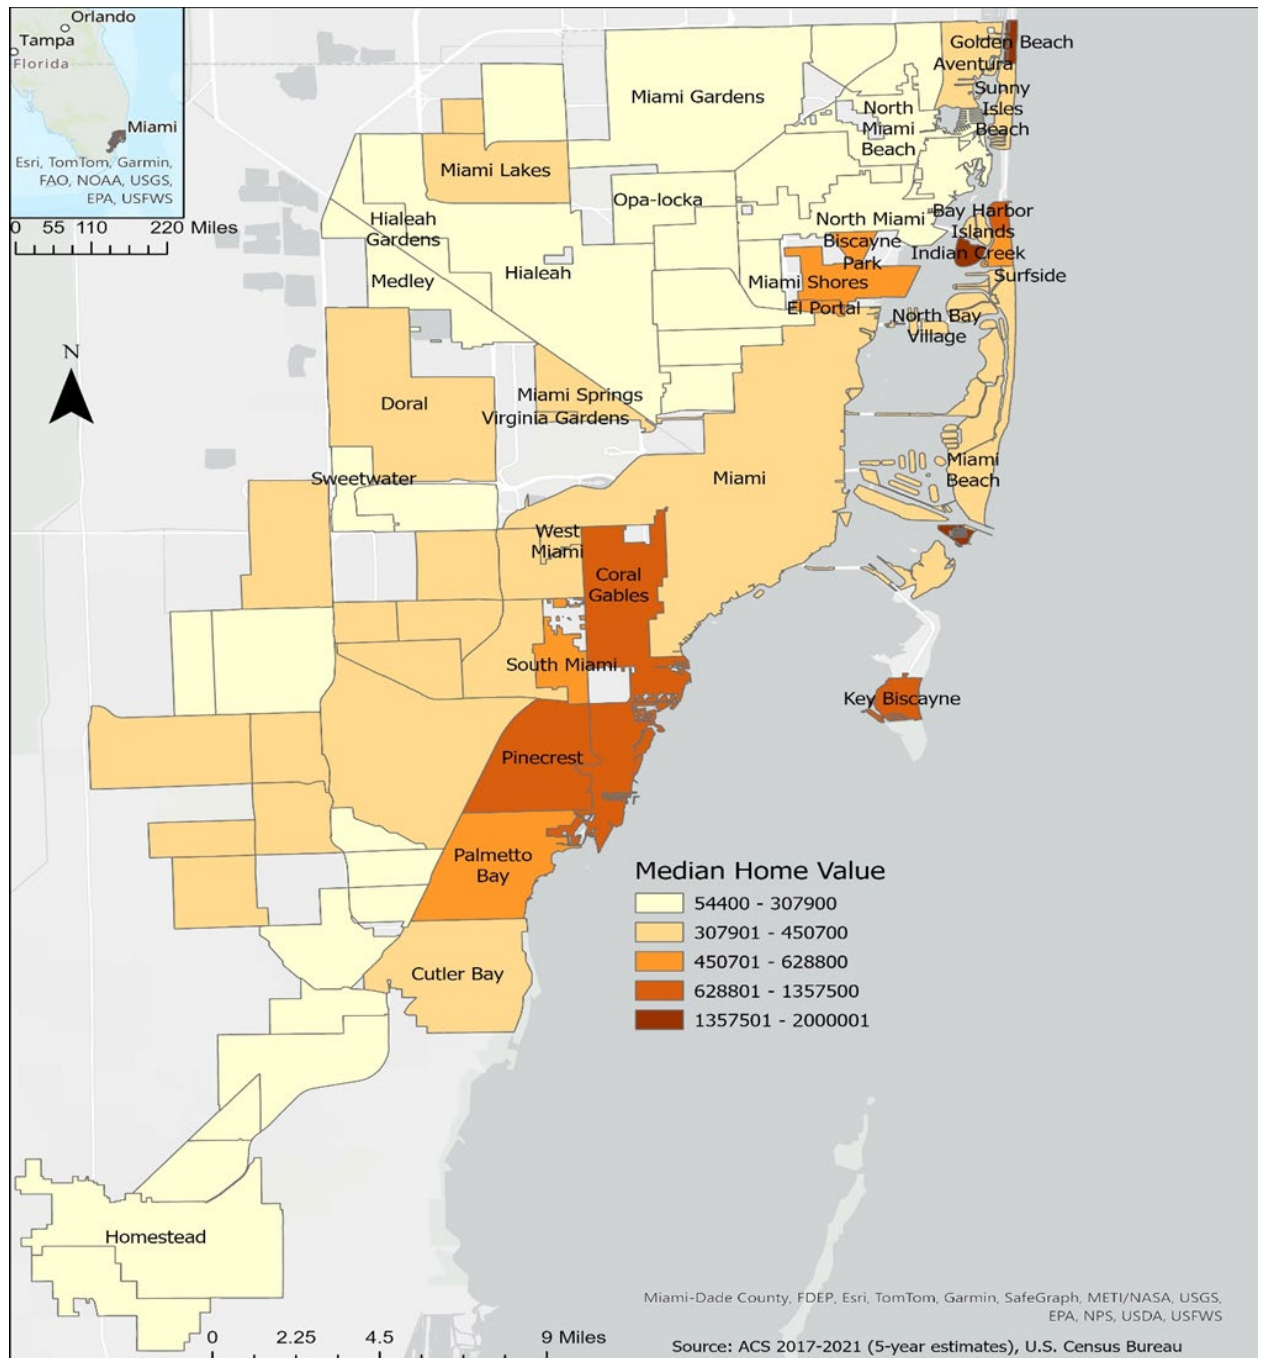 Orlando
Tampa
Florida
Miami
Esri, TomTom, Garmin,
FAO, NOAA, USGS,
EPA, USFWS
0 55 110 220 Miles
N
Golden Beach
Aventura
Sunny
Isles
Beach
Miami Gardens
North
Miami
Beach
Miami Lakes
Opa-locka
Hialeah
Gardens
North Miami
Bay Harbor
Islands
Biscayne
Park
Indian Creek
Medley
Hialeah
Miami Shores
Surfside
El Portal
North Bay
Village
Doral
Miami Springs
Virginia Gardens
Miami
Beach
Sweetwater
Miami
West
Miami
Coral
Gables
South Miami
Key Biscayne
Pinecrest
Palmetto
Bay
Cutler Bay
Homestead
Median Home Value
54400 - 307900
307901 - 450700
450701 - 628800
628801 - 1357500
1357501 - 2000001
Miami-Dade County, FDEP, Esri, TomTom, Garmin, SafeGraph, METI/NASA, USGS,
EPA, NPS, USDA, USFWS
0 2.25 4.5 9 Miles
Source: ACS 2017-2021 (5-year estimates), U.S. Census Bureau